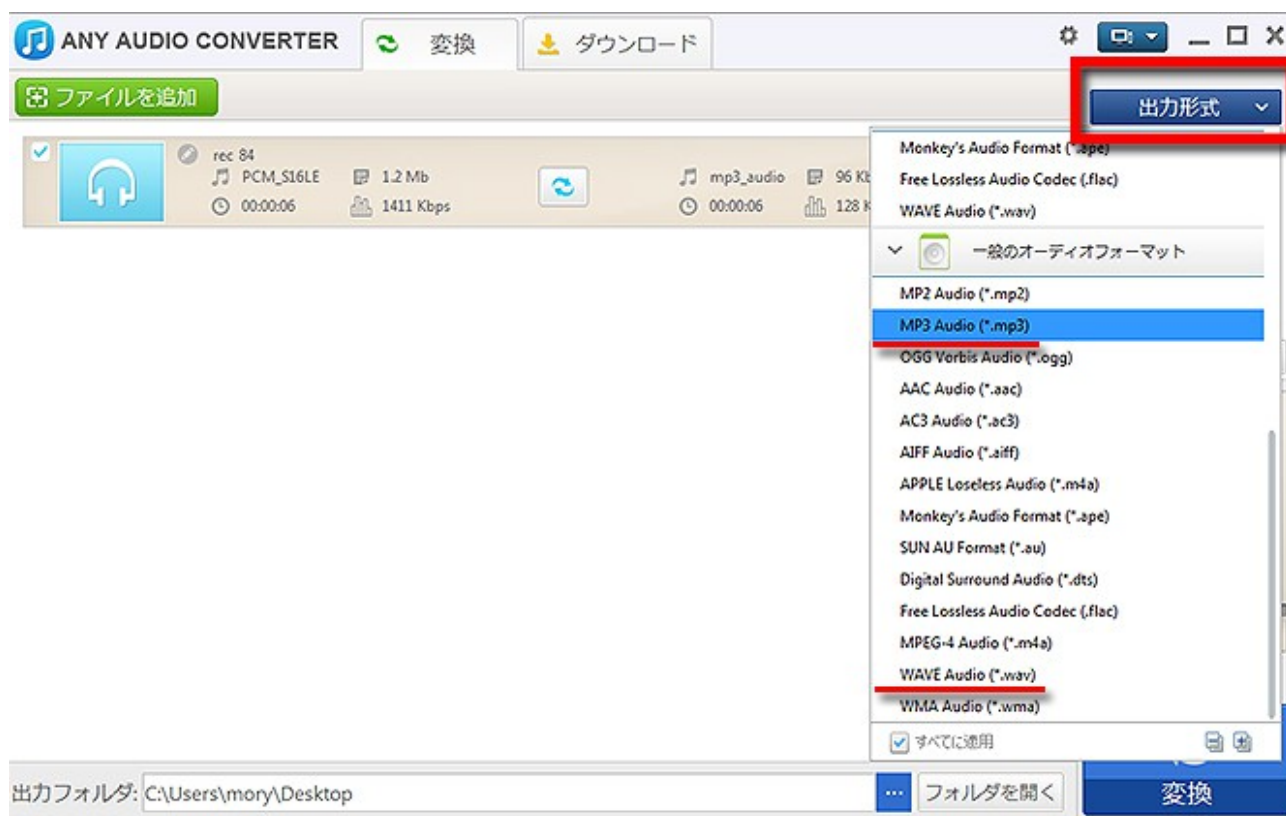 ANY AUDIO CONVERTER 変換 ダウンロード
ファイルを追加 出力形式
rec 84
PCM_S16LE 1.2 Mb mp3_audio 96 Kb
00:00:06 1411 Kbps 00:00:06 128 K
Monkey's Audio Format (*.ape)
Free Lossless Audio Codec (.flac)
WAVE Audio (*.wav)
一般のオーディオフォーマット
MP2 Audio (*.mp2)
MP3 Audio (*.mp3)
OGG Vorbis Audio (*.ogg)
AAC Audio (*.aac)
AC3 Audio (*.ac3)
AIFF Audio (*.aiff)
APPLE Loseless Audio (*.m4a)
Monkey's Audio Format (*.ape)
SUN AU Format (*.au)
Digital Surround Audio (*.dts)
Free Lossless Audio Codec (.flac)
MPEG-4 Audio (*.m4a)
WAVE Audio (*.wav)
WMA Audio (*.wma)
すべてに適用
出力フォルダ: C:\Users\mory\Desktop ... フォルダを開く 変換